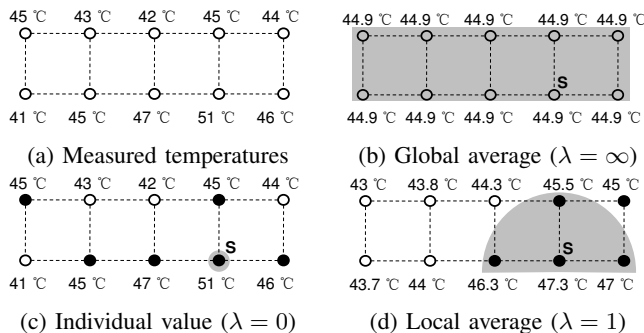 45 ℃ 43 ℃ 42 ℃ 45 ℃ 44 ℃
41 ℃ 45 ℃ 47 ℃ 51 ℃ 46 ℃
(a) Measured temperatures
44.9 ℃ 44.9 ℃ 44.9 ℃ 44.9 ℃ 44.9 ℃
S
44.9 ℃ 44.9 ℃ 44.9 ℃ 44.9 ℃ 44.9 ℃
(b) Global average (λ = ∞)
45 ℃ 43 ℃ 42 ℃ 45 ℃ 44 ℃
S
41 ℃ 45 ℃ 47 ℃ 51 ℃ 46 ℃
(c) Individual value (λ = 0)
43 ℃ 43.8 ℃ 44.3 ℃ 45.5 ℃ 45 ℃
S
43.7 ℃ 44 ℃ 46.3 ℃ 47.3 ℃ 47 ℃
(d) Local average (λ = 1)